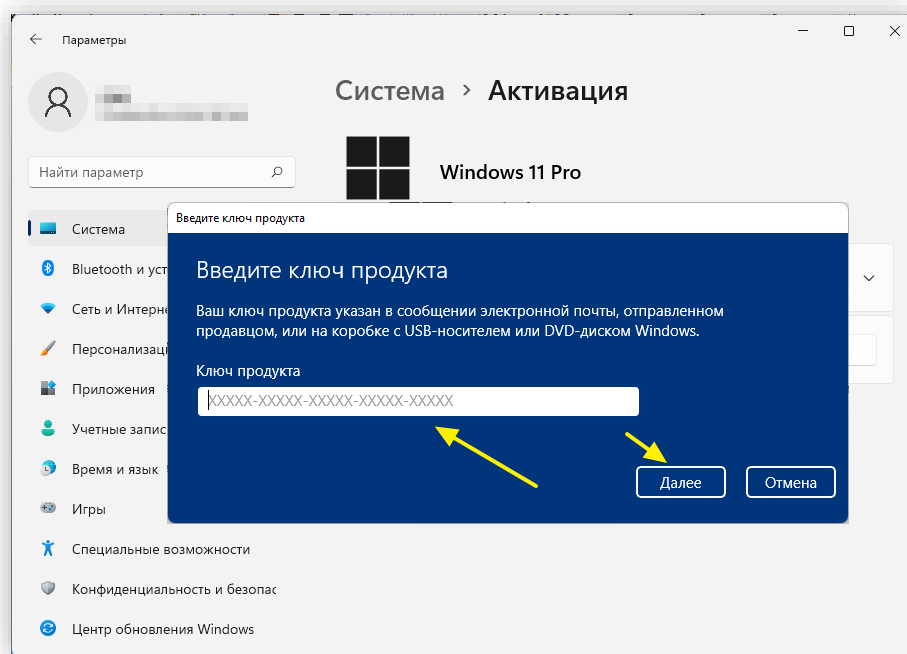 Параметры
Система > Активация
Найти параметр
Windows 11 Pro
Введите ключ продукта
Система
Введите ключ продукта
Bluetooth и уст
Ваш ключ продукта указан в сообщении электронной почты, отправленном
продавцом, или на коробке с USB-носителем или DVD-диском Windows.
Сеть и Интерне
Персонализаци
Ключ продукта
Приложения
XXXXX-XXXXX-XXXXX-XXXXX-XXXXX
Учетные запис
Время и язык
Далее
Отмена
Игры
Специальные возможности
Конфиденциальность и безопас
Центр обновления Windows